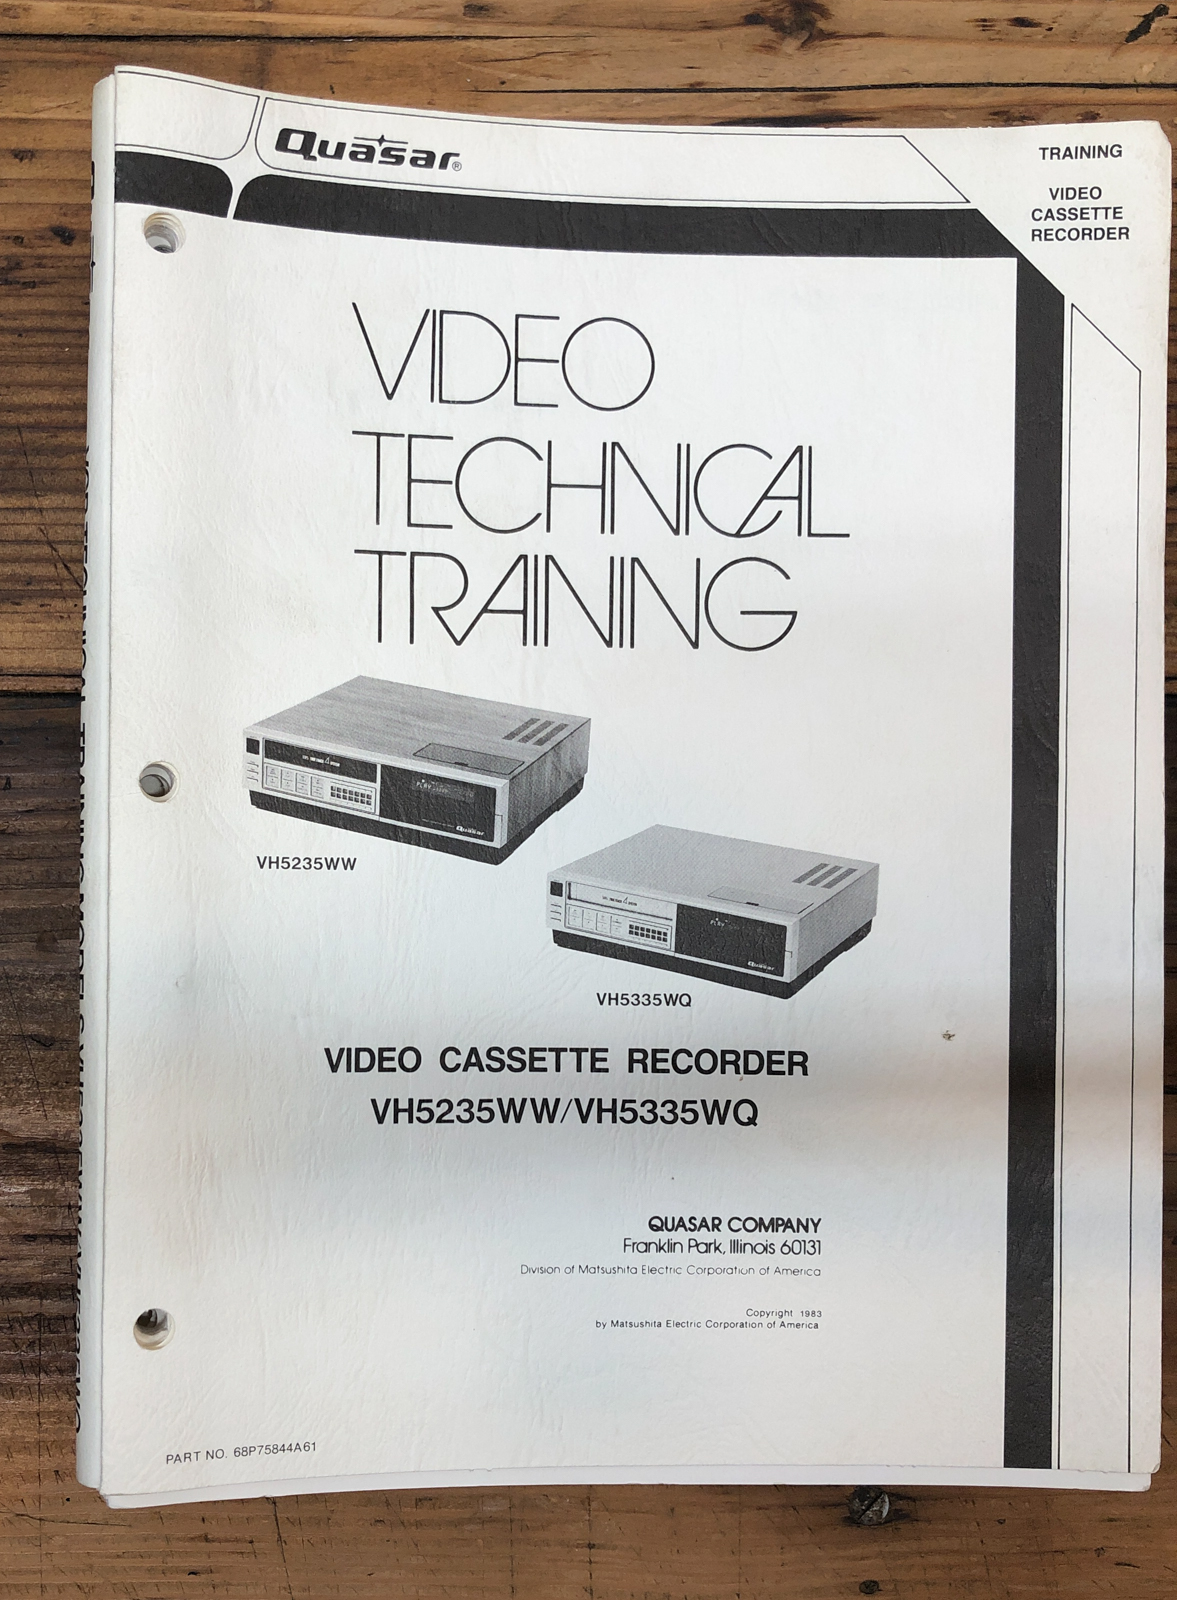 Quasar®
TRAINING
VIDEO
CASSETTE
RECORDER
VIDEO
TECHNICAL
TRAINING
PLAY
Quasar
VH5235WW
PLAY
Quasar
VH5335WQ
VIDEO CASSETTE RECORDER
VH5235WW/VH5335WQ
QUASAR COMPANY
Franklin Park, Illinois 60131
Division of Matsushita Electric Corporation of America
Copyright 1983
by Matsushita Electric Corporation of America
PART NO. 68P75844A61